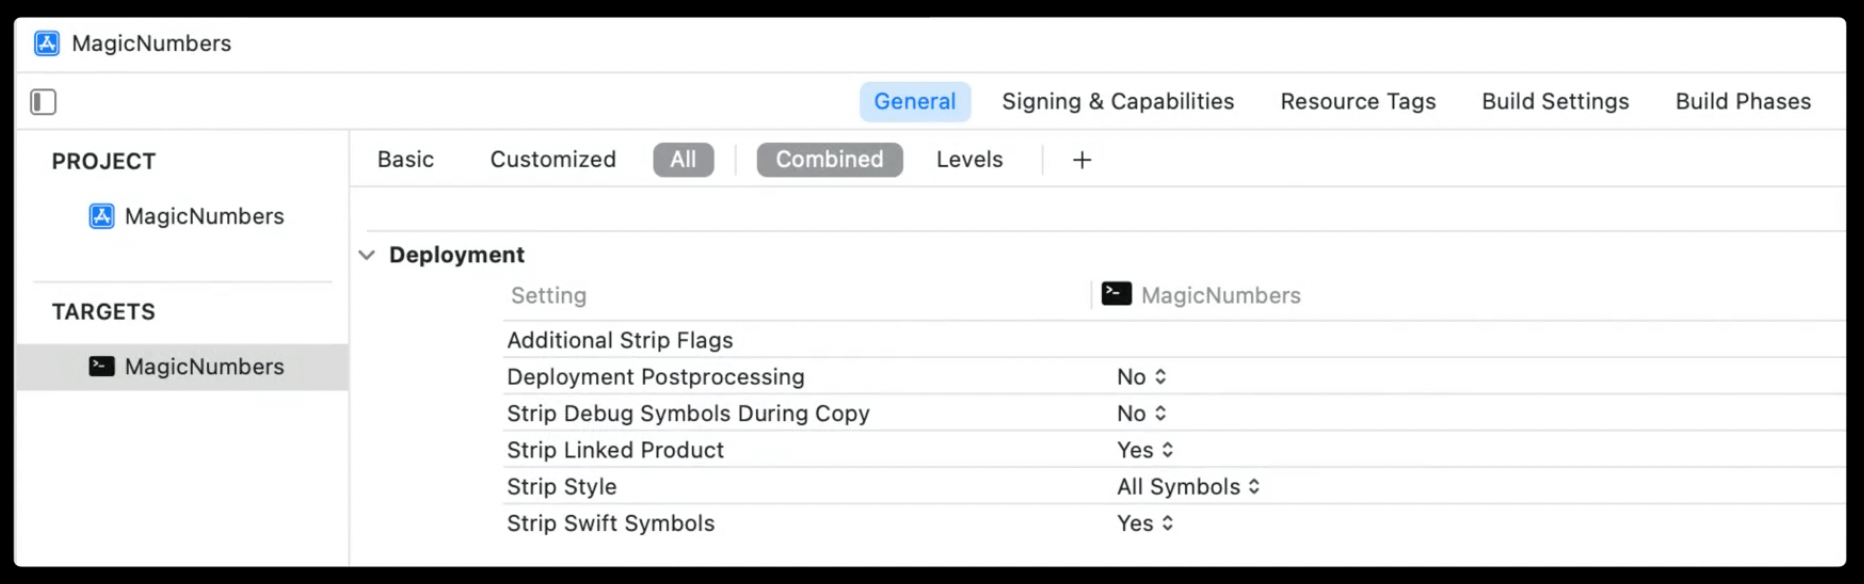 MagicNumbers
General Signing & Capabilities Resource Tags Build Settings Build Phases
PROJECT
MagicNumbers
TARGETS
MagicNumbers
Basic Customized All Combined Levels +
Deployment
Setting MagicNumbers
Additional Strip Flags
Deployment Postprocessing No
Strip Debug Symbols During Copy No
Strip Linked Product Yes
Strip Style All Symbols
Strip Swift Symbols Yes